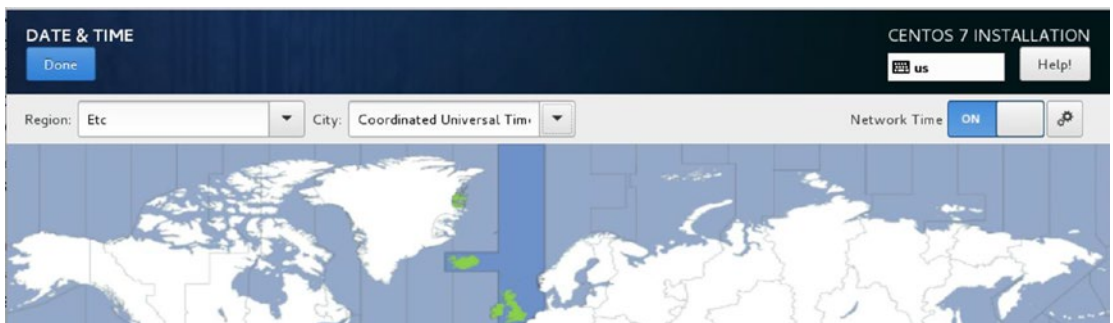 DATE & TIME
CENTOS 7 INSTALLATION
Done
us
Help!
Region:
Etc
City:
Coordinated Universal Tim
Network Time
ON